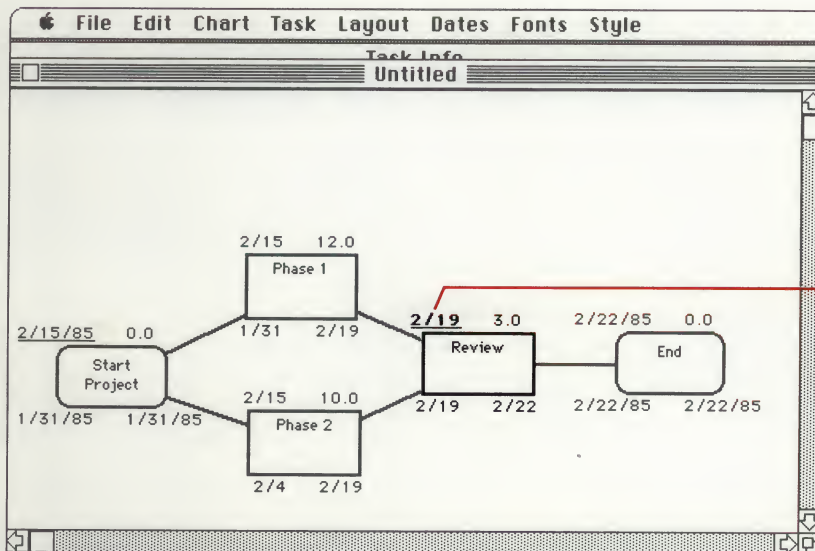 File Edit Chart Task Layout Dates Fonts Style
Task Info
Untitled
2/15 12.0
Phase 1
1/31 2/19
2/15/85 0.0
Start
Project
1/31/85 1/31/85
2/15 10.0
Phase 2
2/4 2/19
2/19 3.0
Review
2/19 2/22
2/22/85 0.0
End
2/22/85 2/22/85